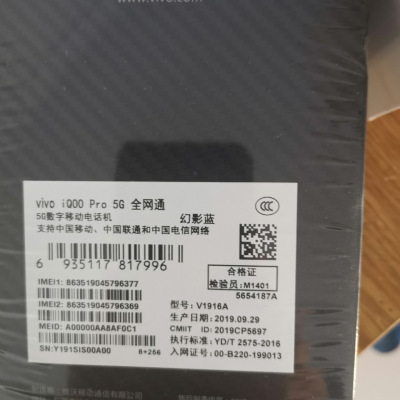 www.vivo.com
vivo iQOO Pro 5G 全网通
5G数字移动电话机
幻影蓝
支持中国移动、中国联通和中国电信网络
6 935117 817996
合格证
检验员:M1401
5654187A
IMEI1: 863519045796377
IMEI2: 863519045796369
MEID: A00000AA8AF0C1
SN:Y191SIS00A00
8+256
型号:V1916A
生产日期:2019.09.29
CMIIT ID:2019CP5697
执行标准:YD/T 2575-2016
入网证号:00-B220-199013